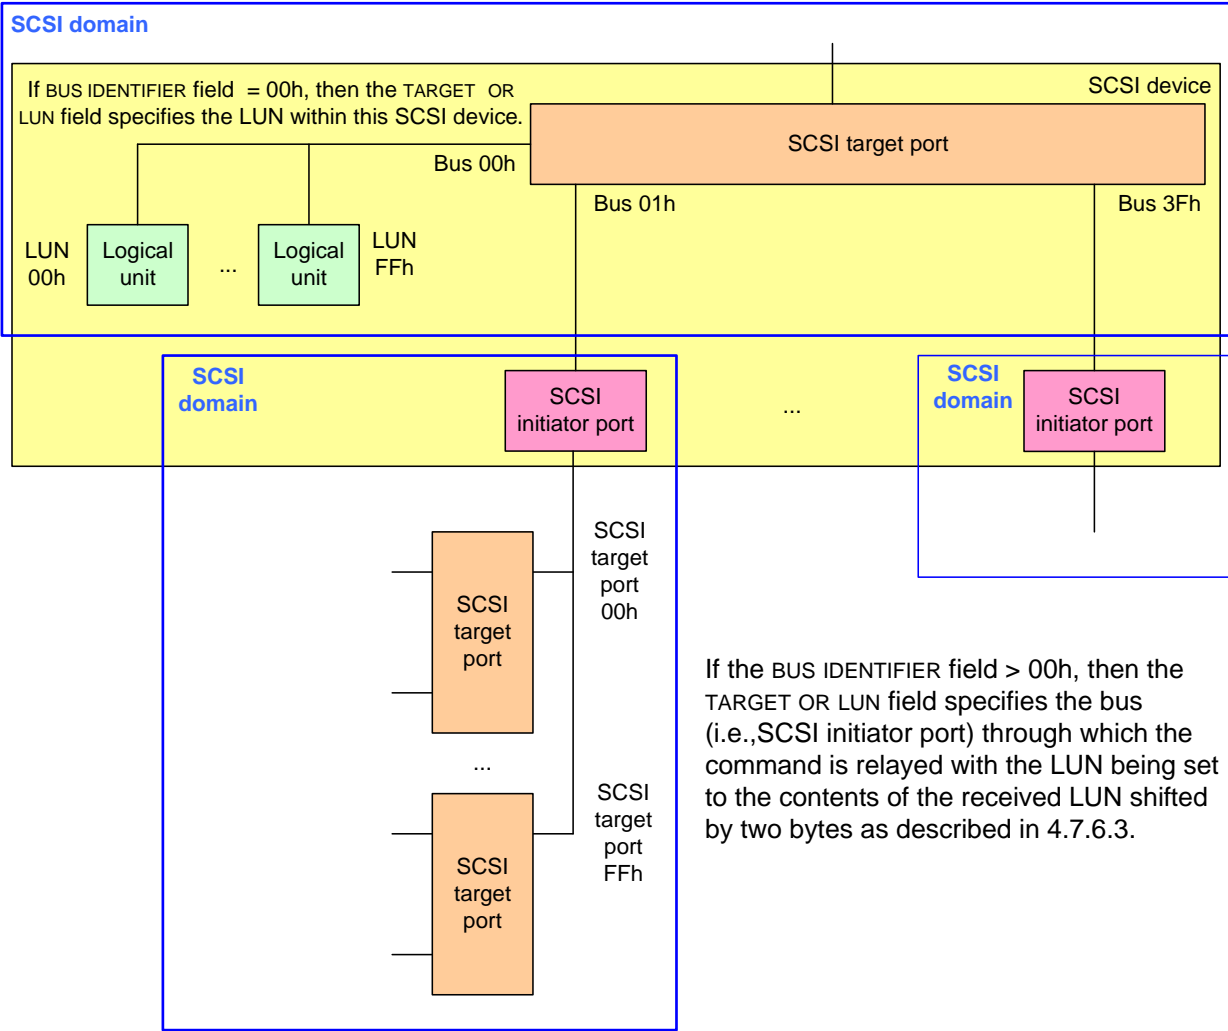 SCSI domain
If BUS IDENTIFIER field = 00h, then the TARGET OR
LUN field specifies the LUN within this SCSI device.
SCSI device
SCSI target port
Bus 00h
Bus 01h
Bus 3Fh
LUN
00h
Logical
unit
...
Logical
unit
LUN
FFh
SCSI
domain
SCSI
initiator port
...
SCSI
domain
SCSI
initiator port
SCSI
target
port
00h
SCSI
target
port
...
SCSI
target
port
FFh
SCSI
target
port
If the BUS IDENTIFIER field > 00h, then the
TARGET OR LUN field specifies the bus
(i.e.,SCSI initiator port) through which the
command is relayed with the LUN being set
to the contents of the received LUN shifted
by two bytes as described in 4.7.6.3.